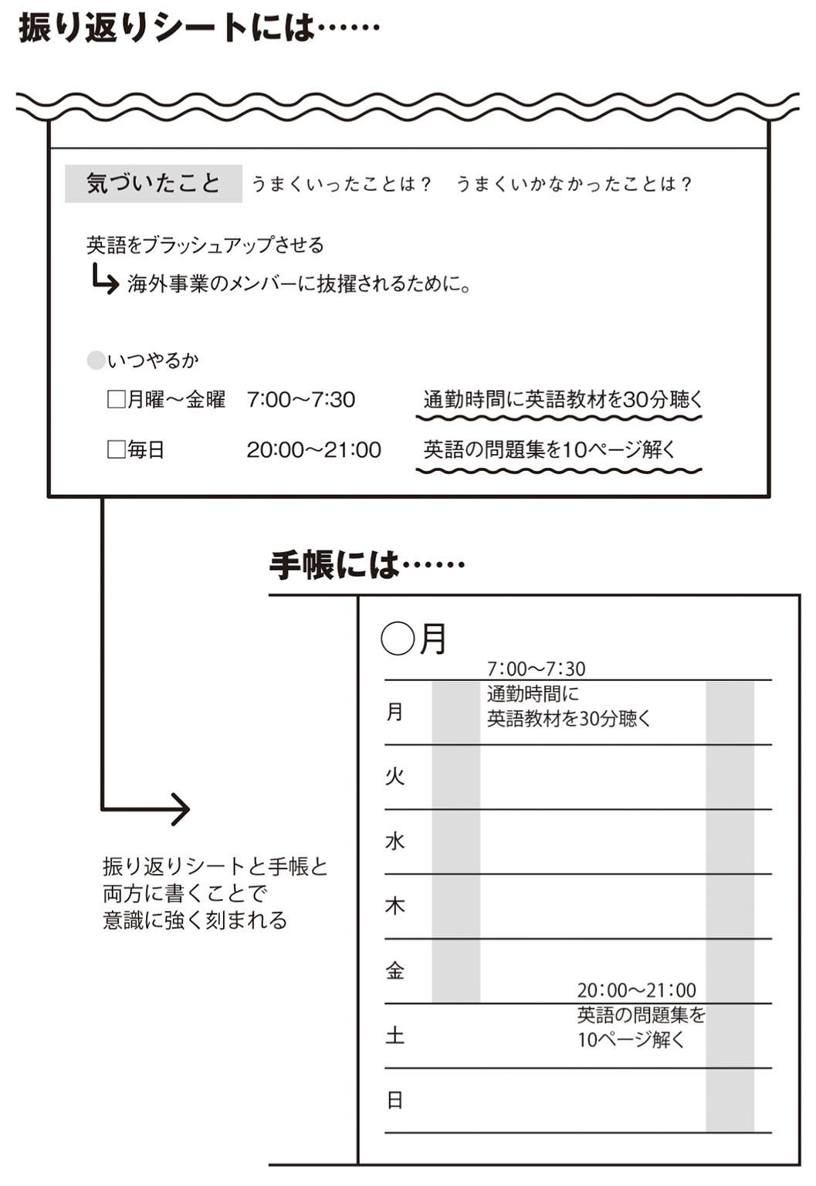 振り返りシートには……
気づいたこと うまくいったことは？ うまくいかなかったことは？
英語をブラッシュアップさせる
海外事業のメンバーに抜擢されるために。
●いつやるか
□月曜～金曜 7:00～7:30 通勤時間に英語教材を30分聴く
□毎日 20:00～21:00 英語の問題集を10ページ解く
手帳には……
○月
7:00～7:30
月 通勤時間に
英語教材を30分聴く
火
水
木
金
20:00～21:00
土 英語の問題集を
10ページ解く
日
振り返りシートと手帳と
両方に書くことで
意識に強く刻まれる